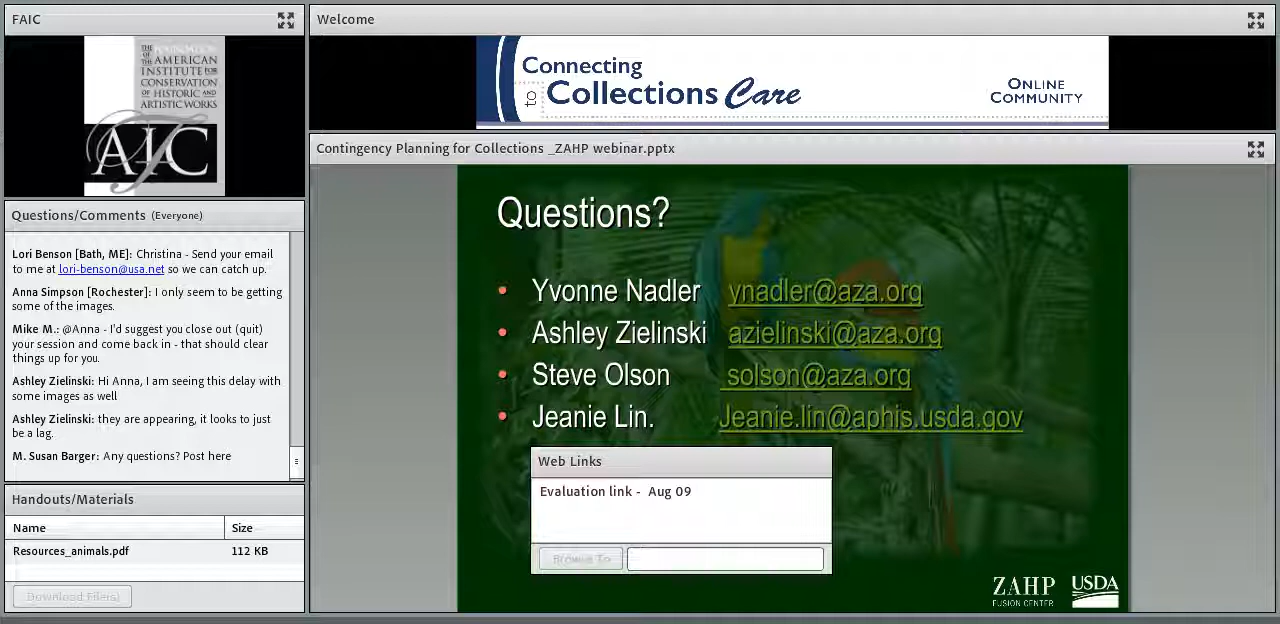 FAIC
THE FOUNDATION
OF THE AMERICAN
INSTITUTE FOR
CONSERVATION
OF HISTORIC AND
ARTISTIC WORKS
AIC
Questions/Comments (Everyone)
Lori Benson [Bath, ME]: Christina - Send your email
to me at lori-benson@usa.net so we can catch up.
Anna Simpson [Rochester]: I only seem to be getting
some of the images.
Mike M.: @Anna - I'd suggest you close out (quit)
your session and come back in - that should clear
things up for you.
Ashley Zielinski: Hi Anna, I am seeing this delay with
some images as well
Ashley Zielinski: they are appearing, it looks to just
be a lag.
M. Susan Barger: Any questions? Post here
Handouts/Materials
Name Size
Resources_animals.pdf 112 KB
Download File(s)
Welcome
Connecting
to Collections Care
ONLINE
COMMUNITY
Contingency Planning for Collections _ZAHP webinar.pptx
Questions?
• Yvonne Nadler ynadler@aza.org
• Ashley Zielinski azielinski@aza.org
• Steve Olson solson@aza.org
• Jeanie Lin. Jeanie.lin@aphis.usda.gov
Web Links
Evaluation link - Aug 09
Browse To
ZAHP
FUSION CENTER
USDA